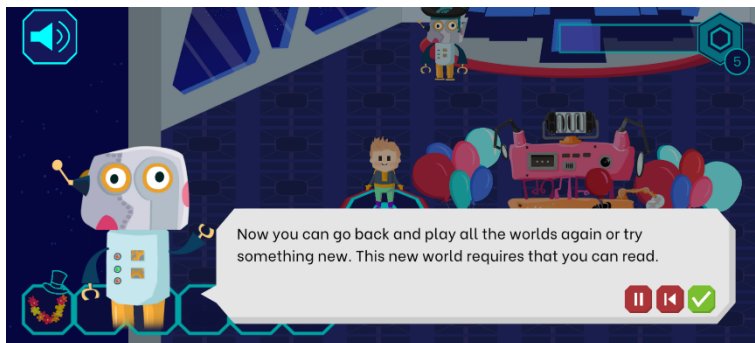 5
Now you can go back and play all the worlds again or try
something new. This new world requires that you can read.